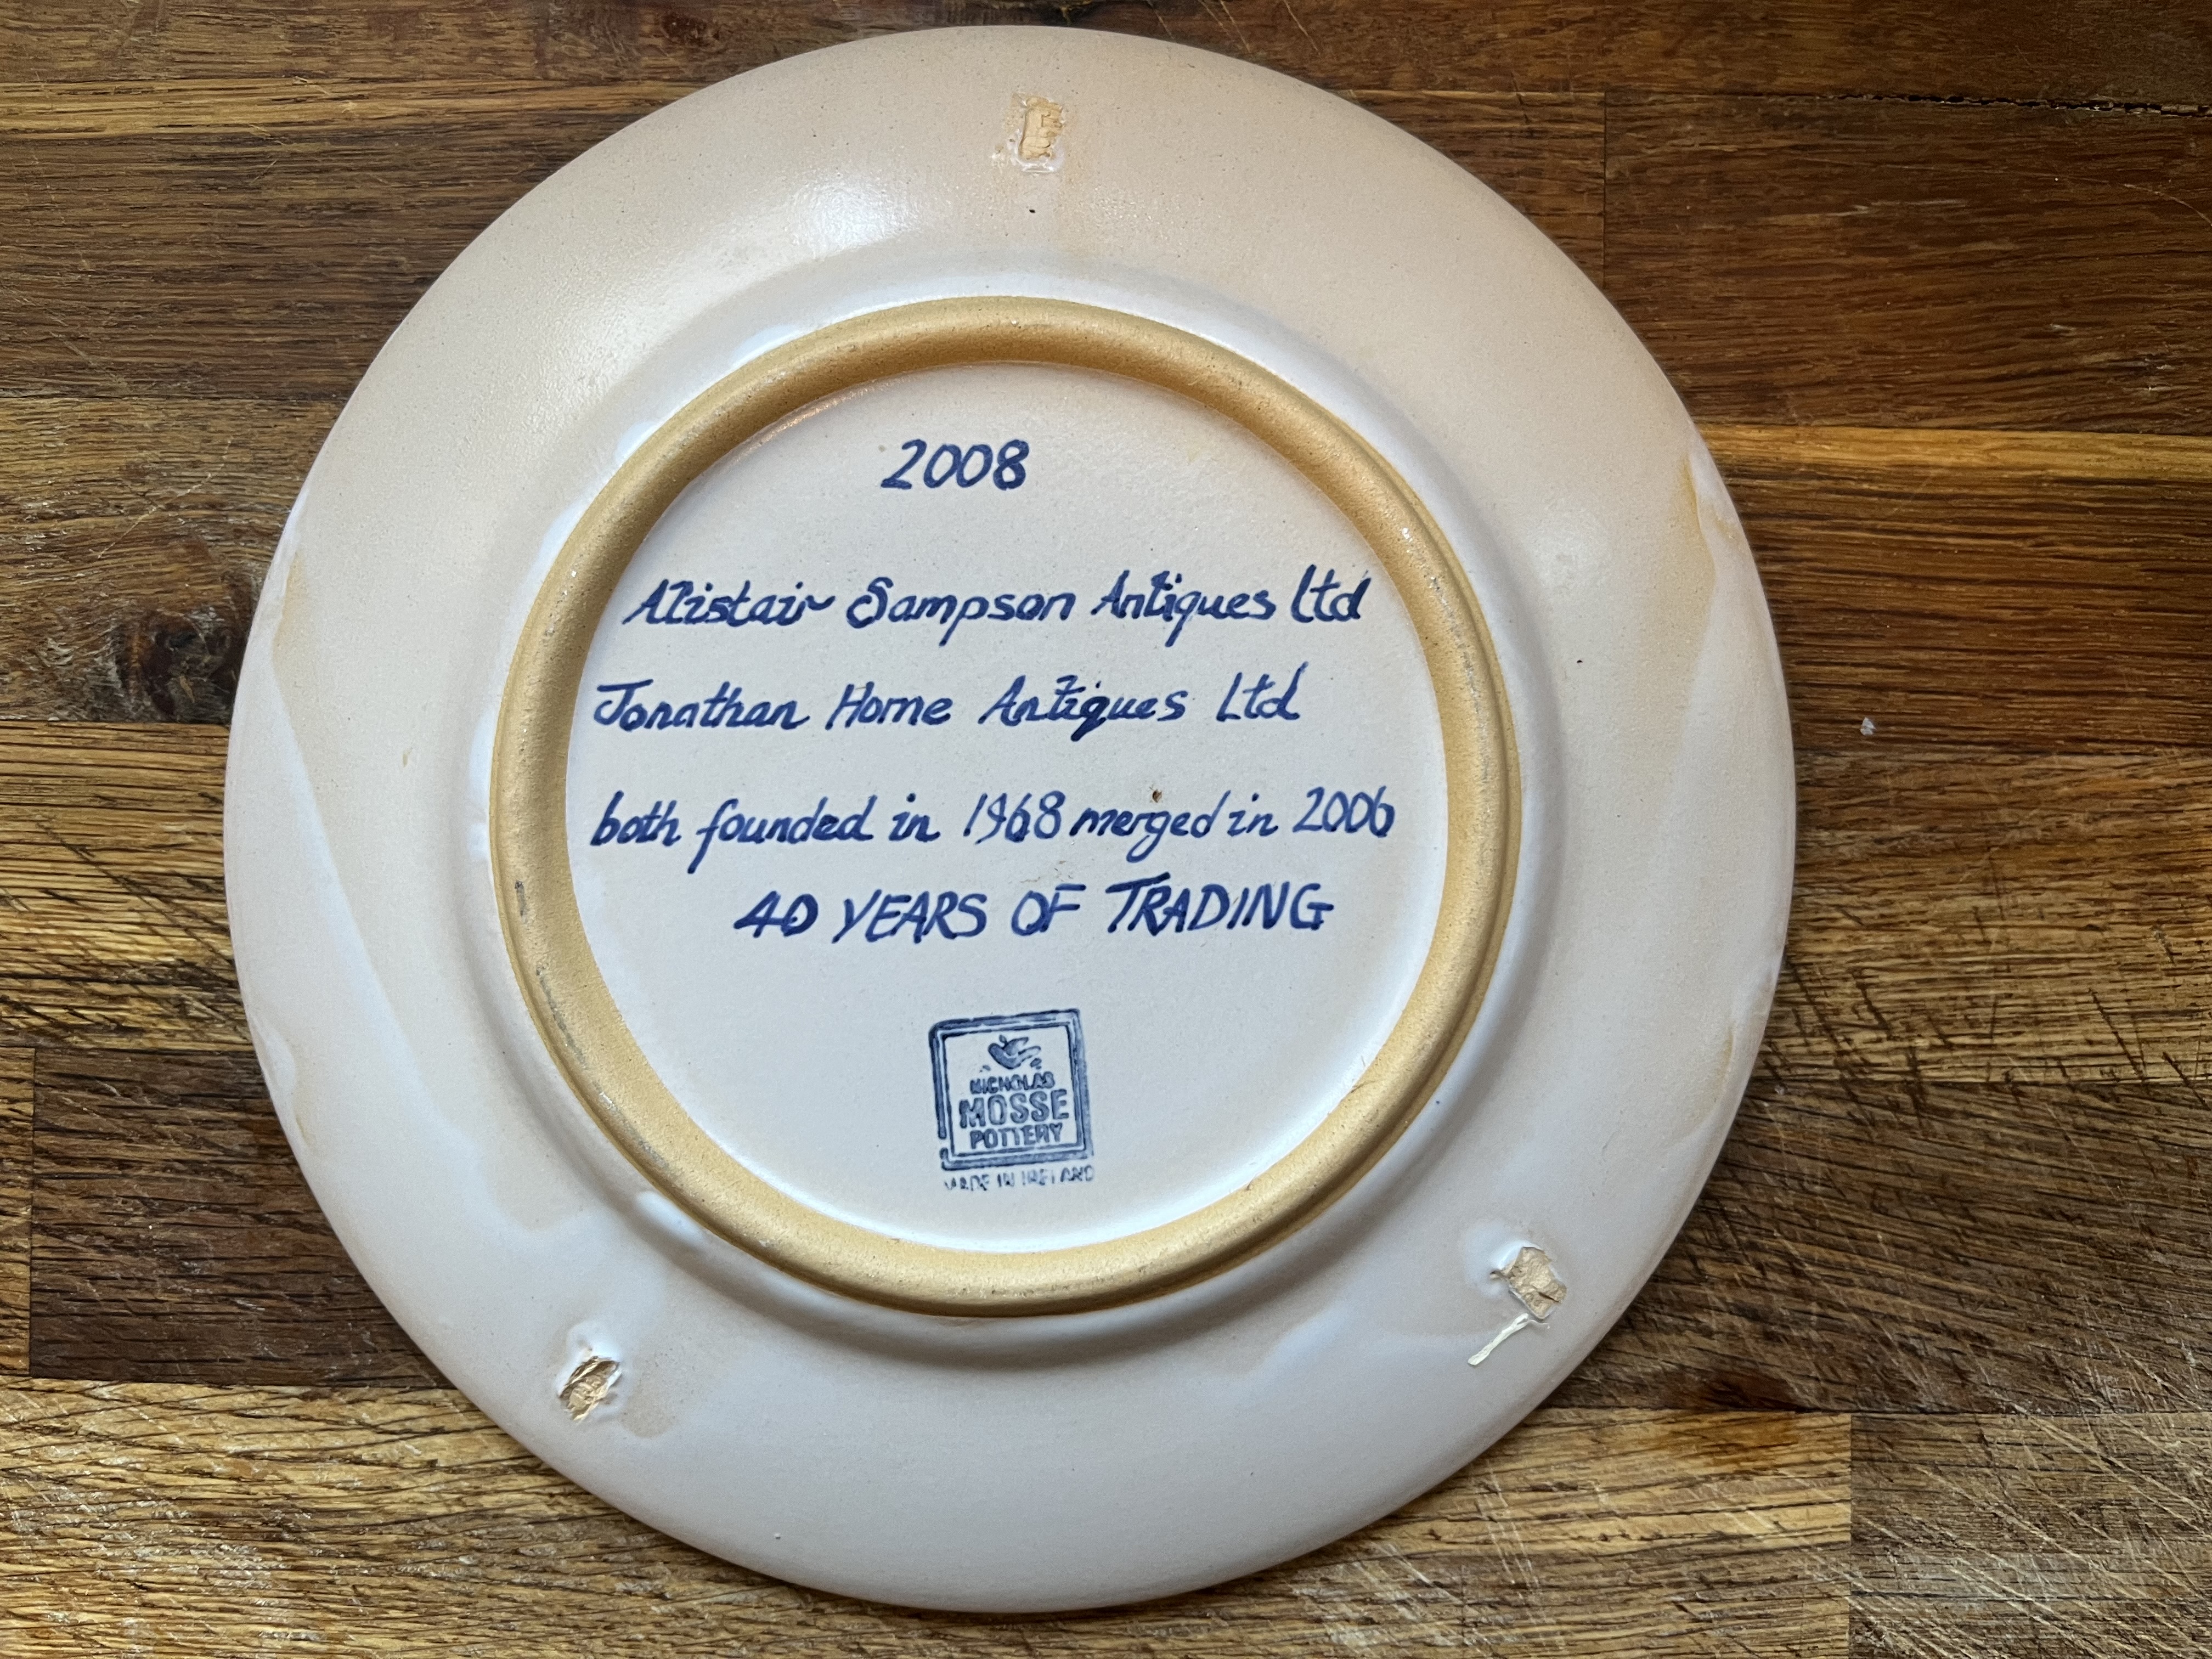 2008
Alistair Sampson Antiques Ltd
Jonathan Horne Antiques Ltd
both founded in 1968 merged in 2006
40 YEARS OF TRADING
NICHOLAS
MOSSE
POTTERY
MADE IN IRELAND